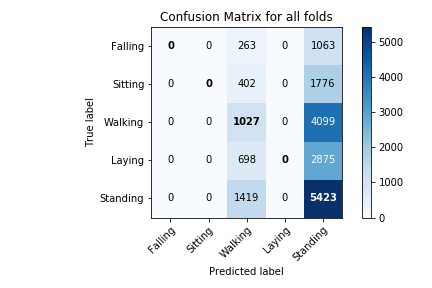 Confusion Matrix for all folds
True label
Falling 0 0 263 0 1063
Sitting 0 0 402 0 1776
Walking 0 0 1027 0 4099
Laying 0 0 698 0 2875
Standing 0 0 1419 0 5423
Falling Sitting Walking Laying Standing
Predicted label
5000
4000
3000
2000
1000
0